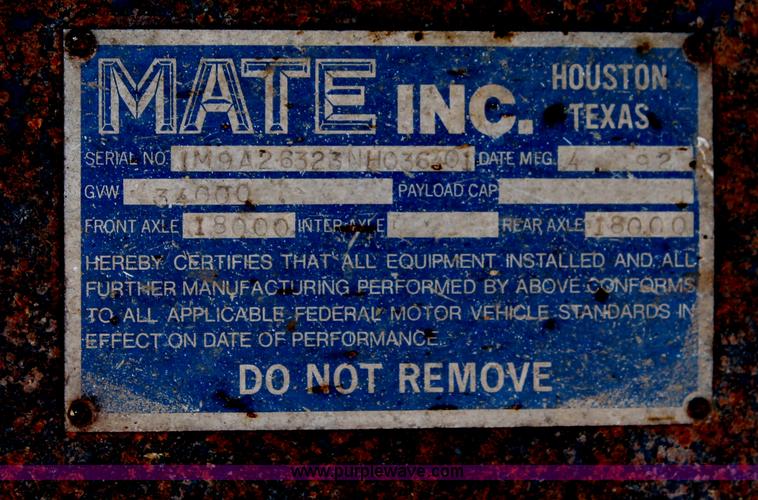 MATE INC. HOUSTON TEXAS
SERIAL NO. 1M9A26323NH036301 DATE MFG. 4 92
GVW 34000 PAYLOAD CAP
FRONT AXLE 18000 INTER-AXLE REAR AXLE 18000
HEREBY CERTIFIES THAT ALL EQUIPMENT INSTALLED AND ALL
FURTHER MANUFACTURING PERFORMED BY ABOVE CONFORMS
TO ALL APPLICABLE FEDERAL MOTOR VEHICLE STANDARDS IN
EFFECT ON DATE OF PERFORMANCE.
DO NOT REMOVE
www.purplewave.com